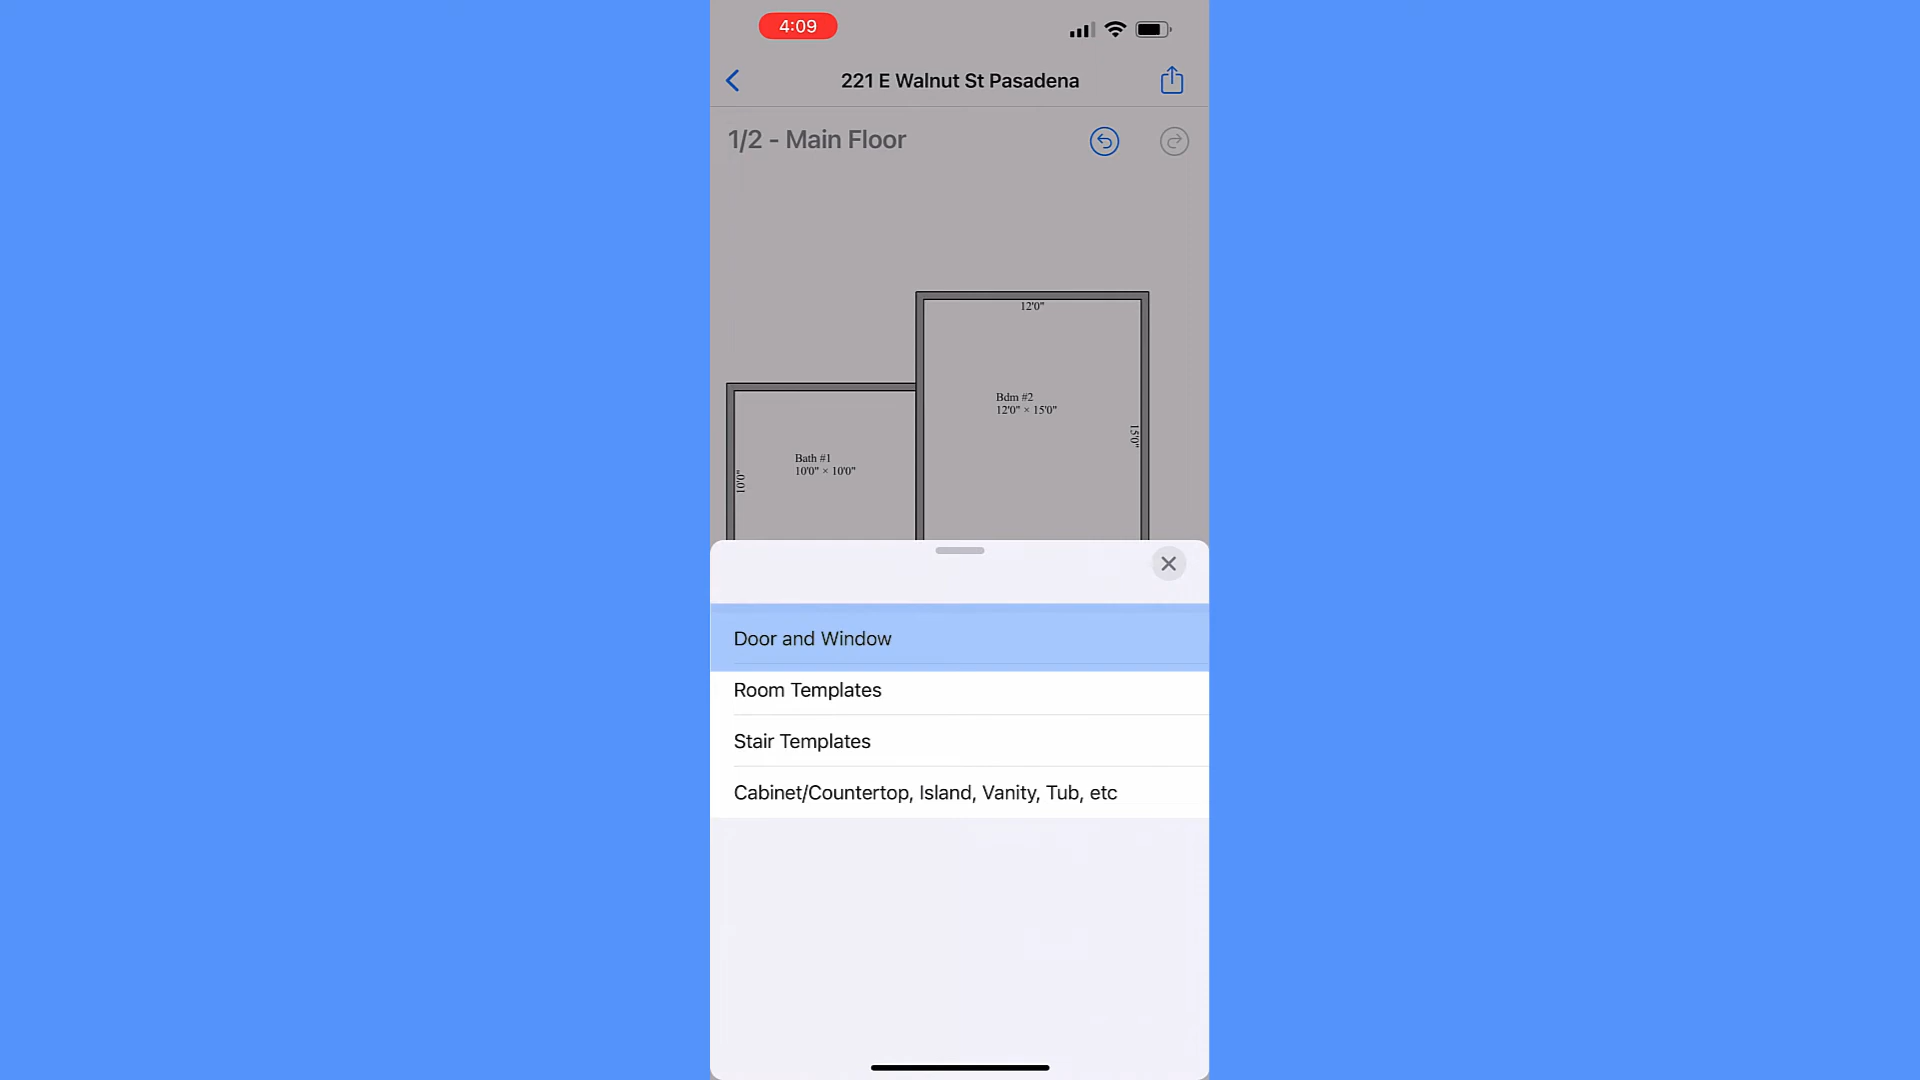 4:09
221 E Walnut St Pasadena
1/2 - Main Floor
12'0"
Bdm #2
12'0" × 15'0"
15'0"
Bath #1
10'0" × 10'0"
10'0"
Door and Window
Room Templates
Stair Templates
Cabinet/Countertop, Island, Vanity, Tub, etc